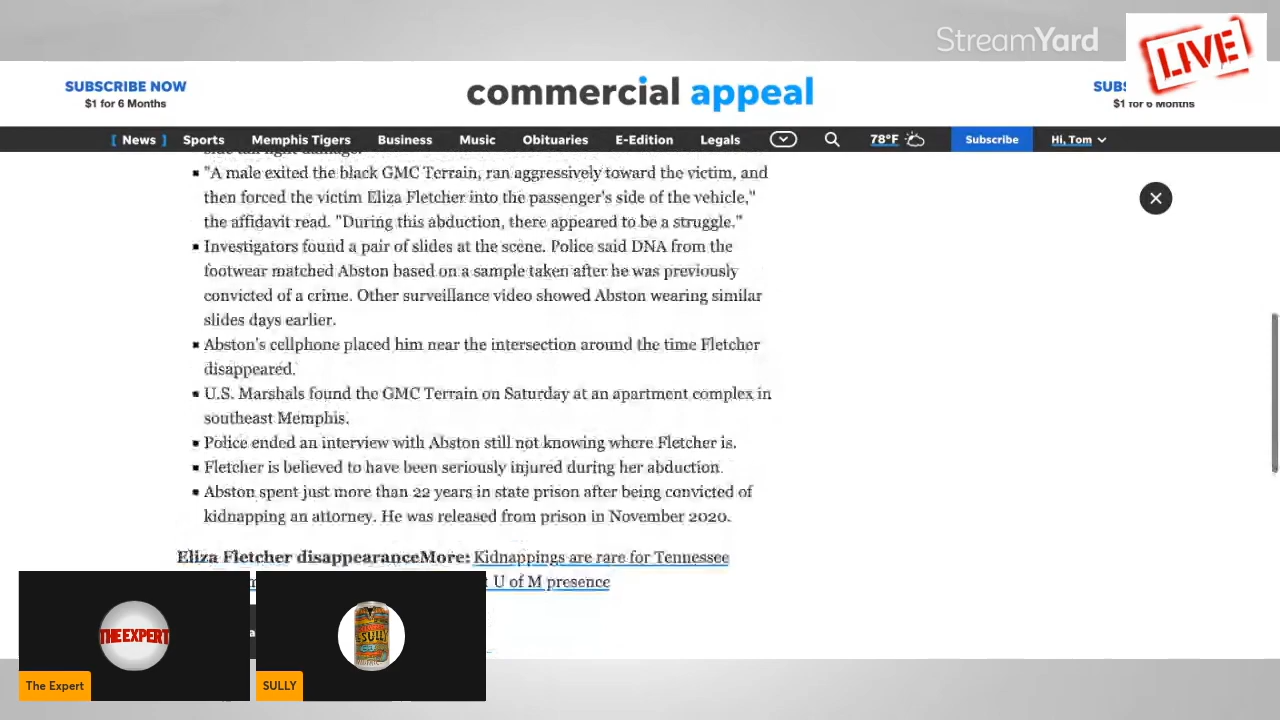 StreamYard
LIVE
SUBSCRIBE NOW
$1 for 6 Months
commercial appeal
SUBS
$1 for 6 Months
[ News ] Sports Memphis Tigers Business Music Obituaries E-Edition Legals 78°F Subscribe Hi, Tom
"A male exited the black GMC Terrain, ran aggressively toward the victim, and
then forced the victim Eliza Fletcher into the passenger's side of the vehicle,"
the affidavit read. "During this abduction, there appeared to be a struggle."
Investigators found a pair of slides at the scene. Police said DNA from the
footwear matched Abston based on a sample taken after he was previously
convicted of a crime. Other surveillance video showed Abston wearing similar
slides days earlier.
Abston's cellphone placed him near the intersection around the time Fletcher
disappeared.
U.S. Marshals found the GMC Terrain on Saturday at an apartment complex in
southeast Memphis.
Police ended an interview with Abston still not knowing where Fletcher is.
Fletcher is believed to have been seriously injured during her abduction.
Abston spent just more than 22 years in state prison after being convicted of
kidnapping an attorney. He was released from prison in November 2020.
Eliza Fletcher disappearanceMore: Kidnappings are rare for Tennessee
U of M presence
THE EXPERT
SULLY
The Expert
SULLY